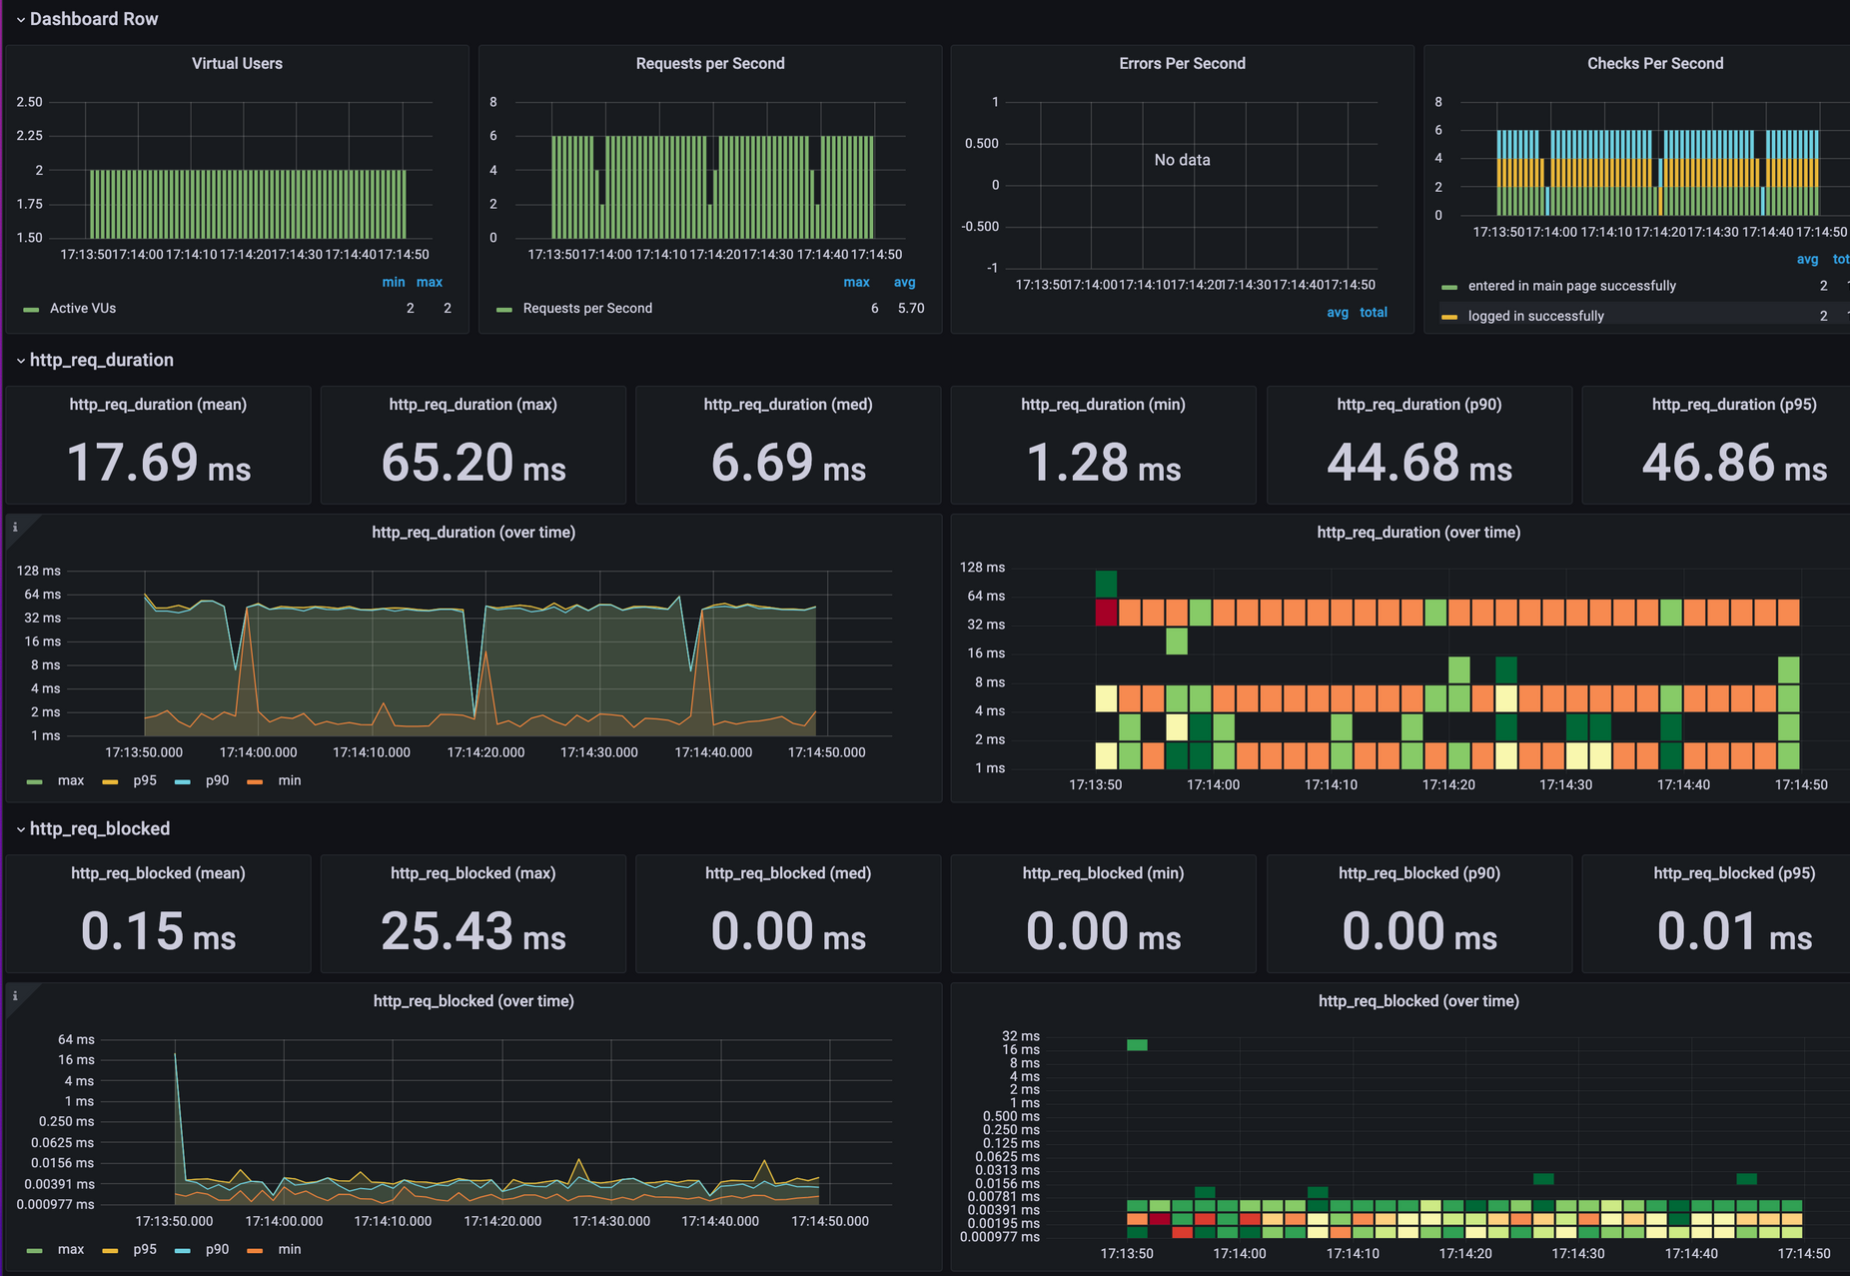 Dashboard Row
Virtual Users
2.50
2.25
2
1.75
1.50
17:13:50 17:14:00 17:14:10 17:14:20 17:14:30 17:14:40 17:14:50
min max
Active VUs 2 2
Requests per Second
8
6
4
2
0
17:13:50 17:14:00 17:14:10 17:14:20 17:14:30 17:14:40 17:14:50
max avg
Requests per Second 6 5.70
Errors Per Second
1
0.500
0
-0.500
-1
No data
17:13:50 17:14:00 17:14:10 17:14:20 17:14:30 17:14:40 17:14:50
avg total
Checks Per Second
8
6
4
2
0
17:13:50 17:14:00 17:14:10 17:14:20 17:14:30 17:14:40 17:14:50
avg tot
entered in main page successfully 2
logged in successfully 2
http_req_duration
http_req_duration (mean)
17.69 ms
http_req_duration (max)
65.20 ms
http_req_duration (med)
6.69 ms
http_req_duration (min)
1.28 ms
http_req_duration (p90)
44.68 ms
http_req_duration (p95)
46.86 ms
i
http_req_duration (over time)
128 ms
64 ms
32 ms
16 ms
8 ms
4 ms
2 ms
1 ms
17:13:50.000 17:14:00.000 17:14:10.000 17:14:20.000 17:14:30.000 17:14:40.000 17:14:50.000
max p95 p90 min
http_req_duration (over time)
128 ms
64 ms
32 ms
16 ms
8 ms
4 ms
2 ms
1 ms
17:13:50 17:14:00 17:14:10 17:14:20 17:14:30 17:14:40 17:14:50
http_req_blocked
http_req_blocked (mean)
0.15 ms
http_req_blocked (max)
25.43 ms
http_req_blocked (med)
0.00 ms
http_req_blocked (min)
0.00 ms
http_req_blocked (p90)
0.00 ms
http_req_blocked (p95)
0.01 ms
i
http_req_blocked (over time)
64 ms
16 ms
4 ms
1 ms
0.250 ms
0.0625 ms
0.0156 ms
0.00391 ms
0.000977 ms
17:13:50.000 17:14:00.000 17:14:10.000 17:14:20.000 17:14:30.000 17:14:40.000 17:14:50.000
max p95 p90 min
http_req_blocked (over time)
32 ms
16 ms
8 ms
4 ms
2 ms
1 ms
0.500 ms
0.250 ms
0.125 ms
0.0625 ms
0.0313 ms
0.0156 ms
0.00781 ms
0.00391 ms
0.00195 ms
0.000977 ms
17:13:50 17:14:00 17:14:10 17:14:20 17:14:30 17:14:40 17:14:50